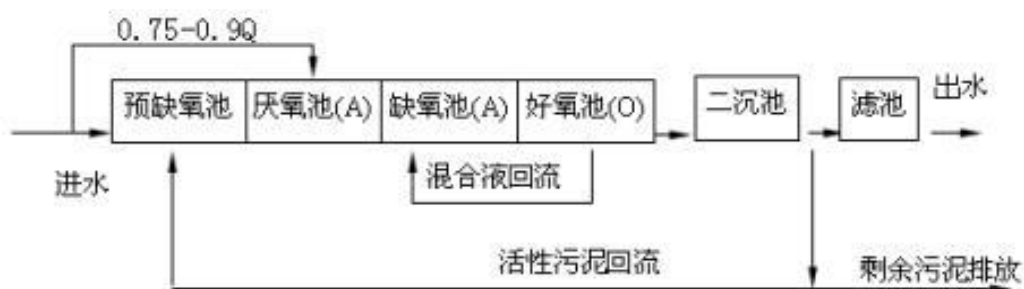 0.75-0.9Q
预缺氧池
厌氧池(A)
缺氧池(A)
好氧池(O)
二沉池
滤池
出水
进水
混合液回流
活性污泥回流
剩余污泥排放